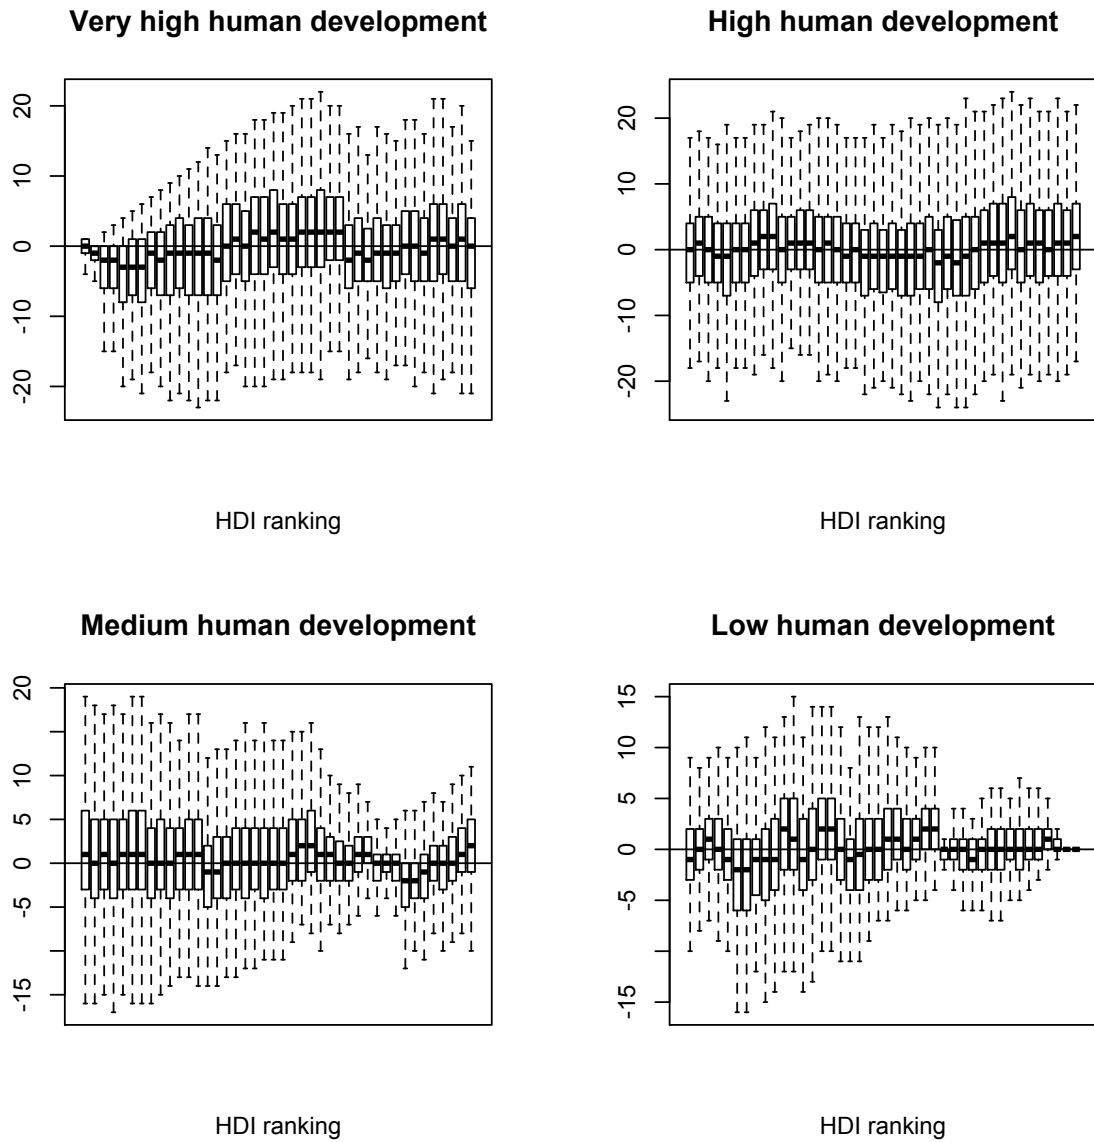 Very high human development
High human development
20
10
0
-10
-20
20
10
0
-10
-20
HDI ranking
HDI ranking
Medium human development
Low human development
20
10
5
0
-5
-15
15
10
5
0
-5
-15
HDI ranking
HDI ranking